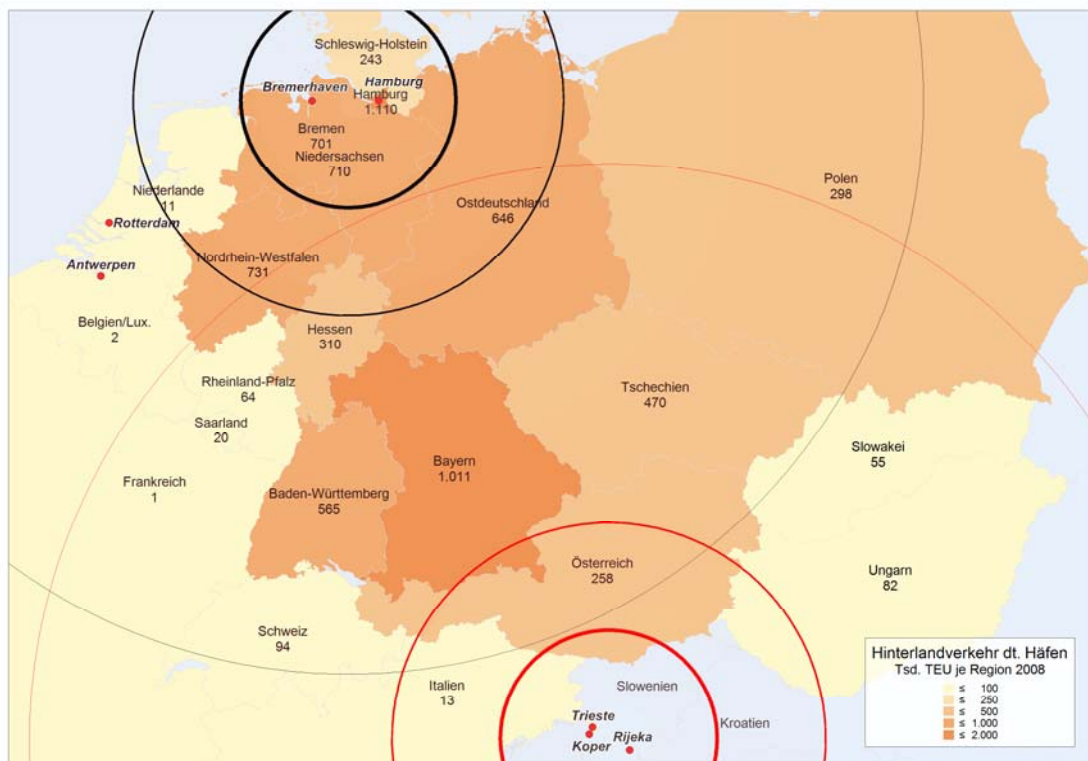 Schleswig-Holstein
243
Bremerhaven
Hamburg
Hamburg
1.110
Bremen
701
Niedersachsen
710
Niederlande
11
Rotterdam
Antwerpen
Ostdeutschland
646
Polen
298
Nordrhein-Westfalen
731
Belgien/Lux.
2
Hessen
310
Rheinland-Pfalz
64
Saarland
20
Tschechien
470
Frankreich
1
Baden-Württemberg
565
Bayern
1.011
Slowakei
55
Österreich
258
Ungarn
82
Schweiz
94
Italien
13
Slowenien
Kroatien
Trieste
Koper
Rijeka
Hinterlandverkehr dt. Häfen
Tsd. TEU je Region 2008
≤ 100
≤ 250
≤ 500
≤ 1.000
≤ 2.000